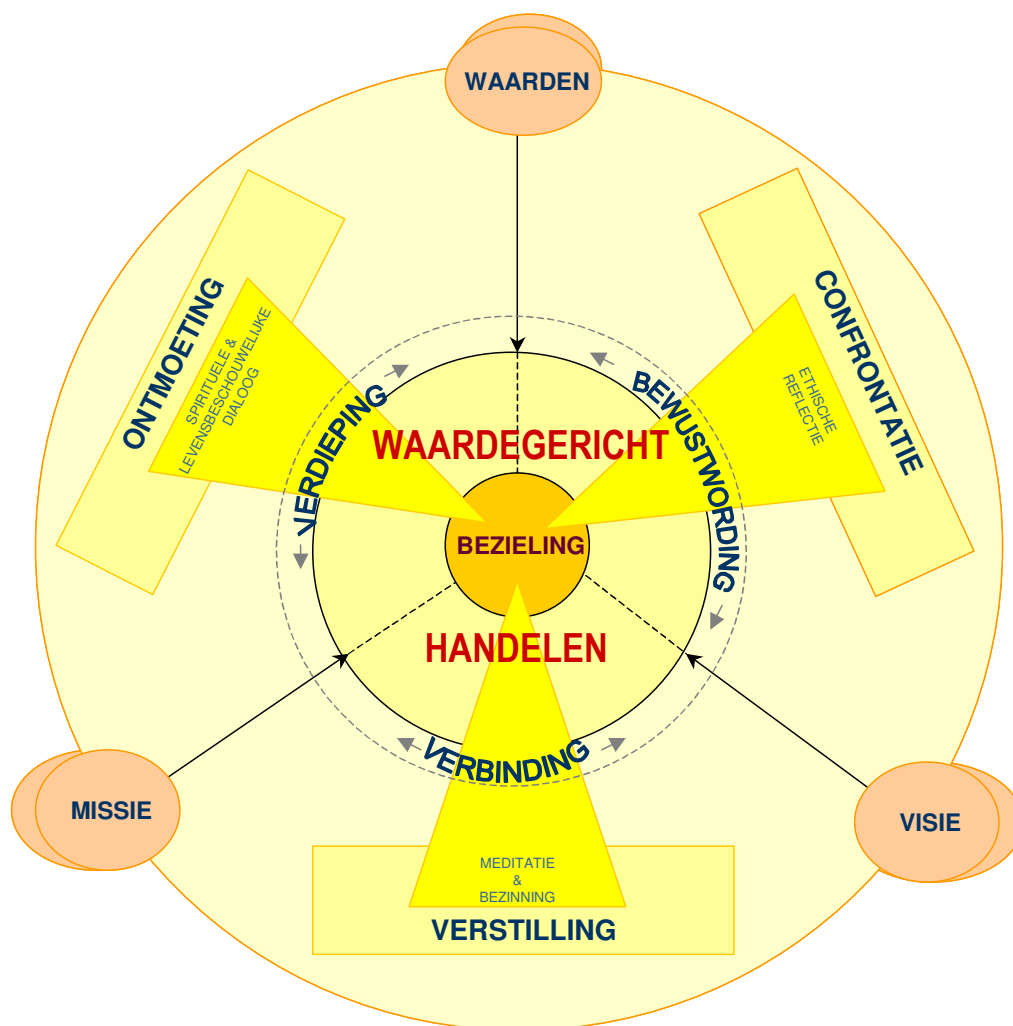 WAARDEN
ONTMOETING
SPIRITUELE &
LEVENSBESCHOUWELIJKE
DIALOOG
CONFRONTATIE
ETHISCHE
REFLECTIE
VERDIEPING
BEWUSTWORDING
WAARDEGERICHT
BEZIELING
HANDELEN
VERBINDING
MISSIE
VISIE
MEDITATIE
&
BEZINNING
VERSTILLING